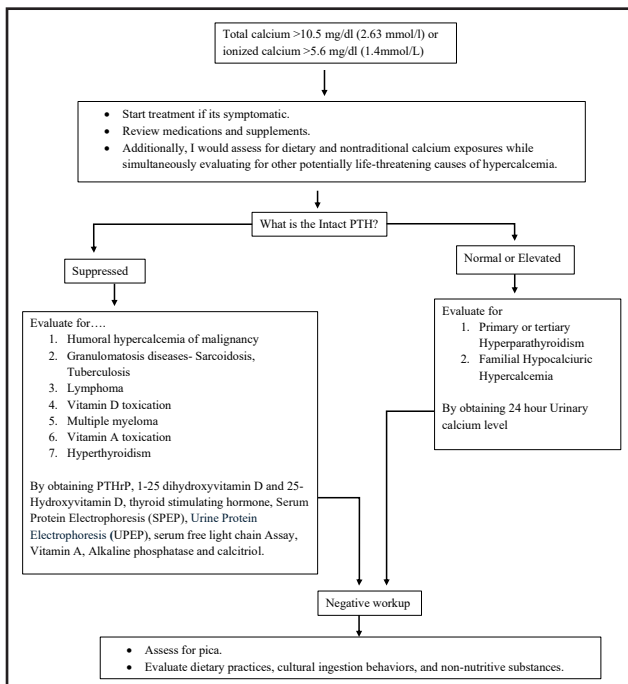 Total calcium >10.5 mg/dl (2.63 mmol/l) or
ionized calcium >5.6 mg/dl (1.4mmol/L)
• Start treatment if its symptomatic.
• Review medications and supplements.
• Additionally, I would assess for dietary and nontraditional calcium exposures while
simultaneously evaluating for other potentially life-threatening causes of hypercalcemia.
What is the Intact PTH?
Suppressed
Normal or Elevated
Evaluate for….
1. Humoral hypercalcemia of malignancy
2. Granulomatosis diseases- Sarcoidosis,
Tuberculosis
3. Lymphoma
4. Vitamin D toxication
5. Multiple myeloma
6. Vitamin A toxication
7. Hyperthyroidism
By obtaining PTHrP, 1-25 dihydroxyvitamin D and 25-
Hydroxyvitamin D, thyroid stimulating hormone, Serum
Protein Electrophoresis (SPEP), Urine Protein
Electrophoresis (UPEP), serum free light chain Assay,
Vitamin A, Alkaline phosphatase and calcitriol.
Evaluate for
1. Primary or tertiary
Hyperparathyroidism
2. Familial Hypocalciuric
Hypercalcemia
By obtaining 24 hour Urinary
calcium level
Negative workup
• Assess for pica.
• Evaluate dietary practices, cultural ingestion behaviors, and non-nutritive substances.